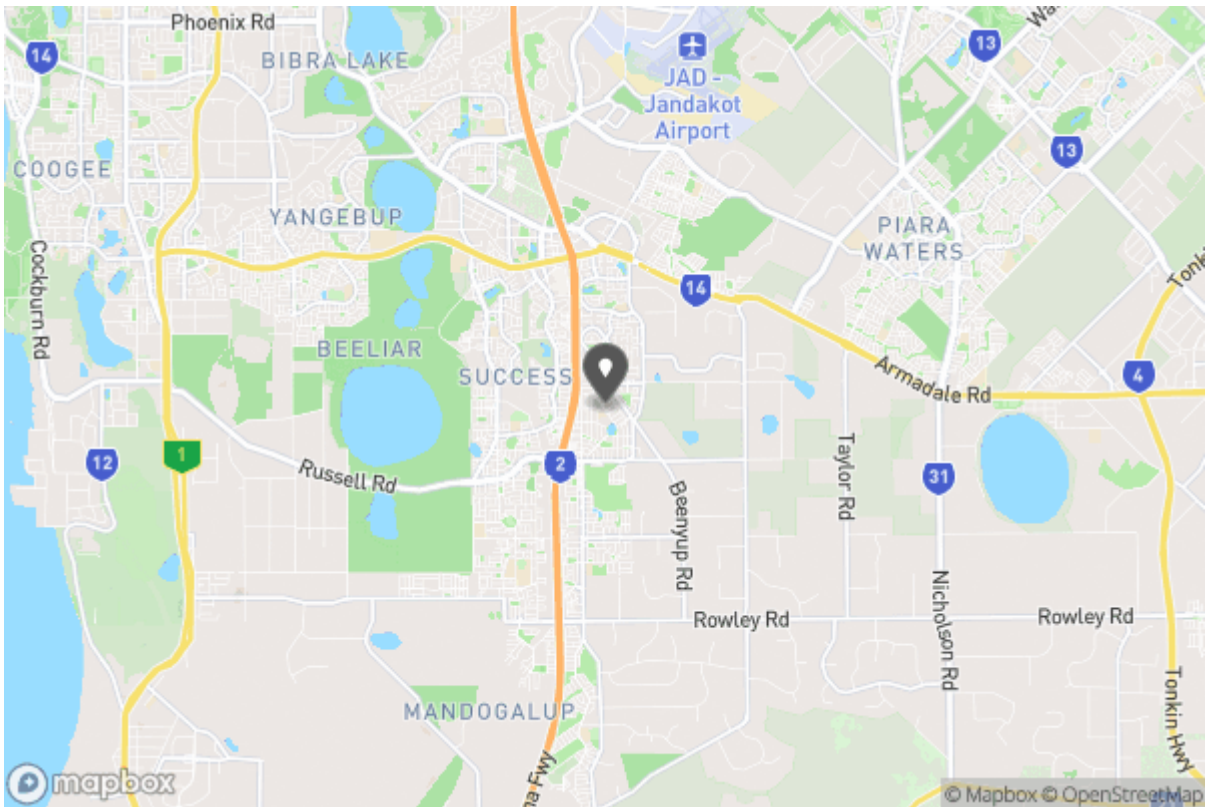 Phoenix Rd
14
BIBRA LAKE
JAD -
Jandakot
Airport
13
13
COOGEE
YANGEBUP
PIARA
WATERS
Cockburn Rd
14
BEELIAR
SUCCESS
Armadale Rd
4
12
1
Russell Rd
2
Beenyup Rd
Taylor Rd
31
Rowley Rd
Rowley Rd
Nicholson Rd
MANDOGALUP
Tonkin Hwy
Fwy
mapbox
© Mapbox © OpenStreetMap